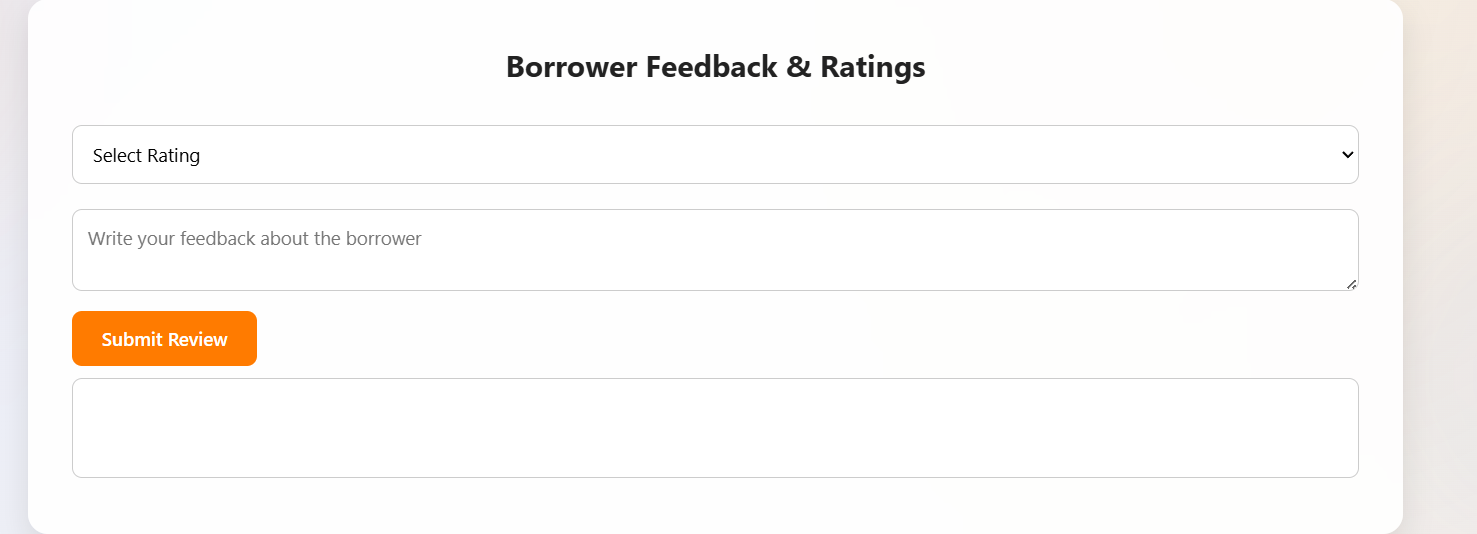 Borrower Feedback & Ratings
Select Rating
Write your feedback about the borrower
Submit Review